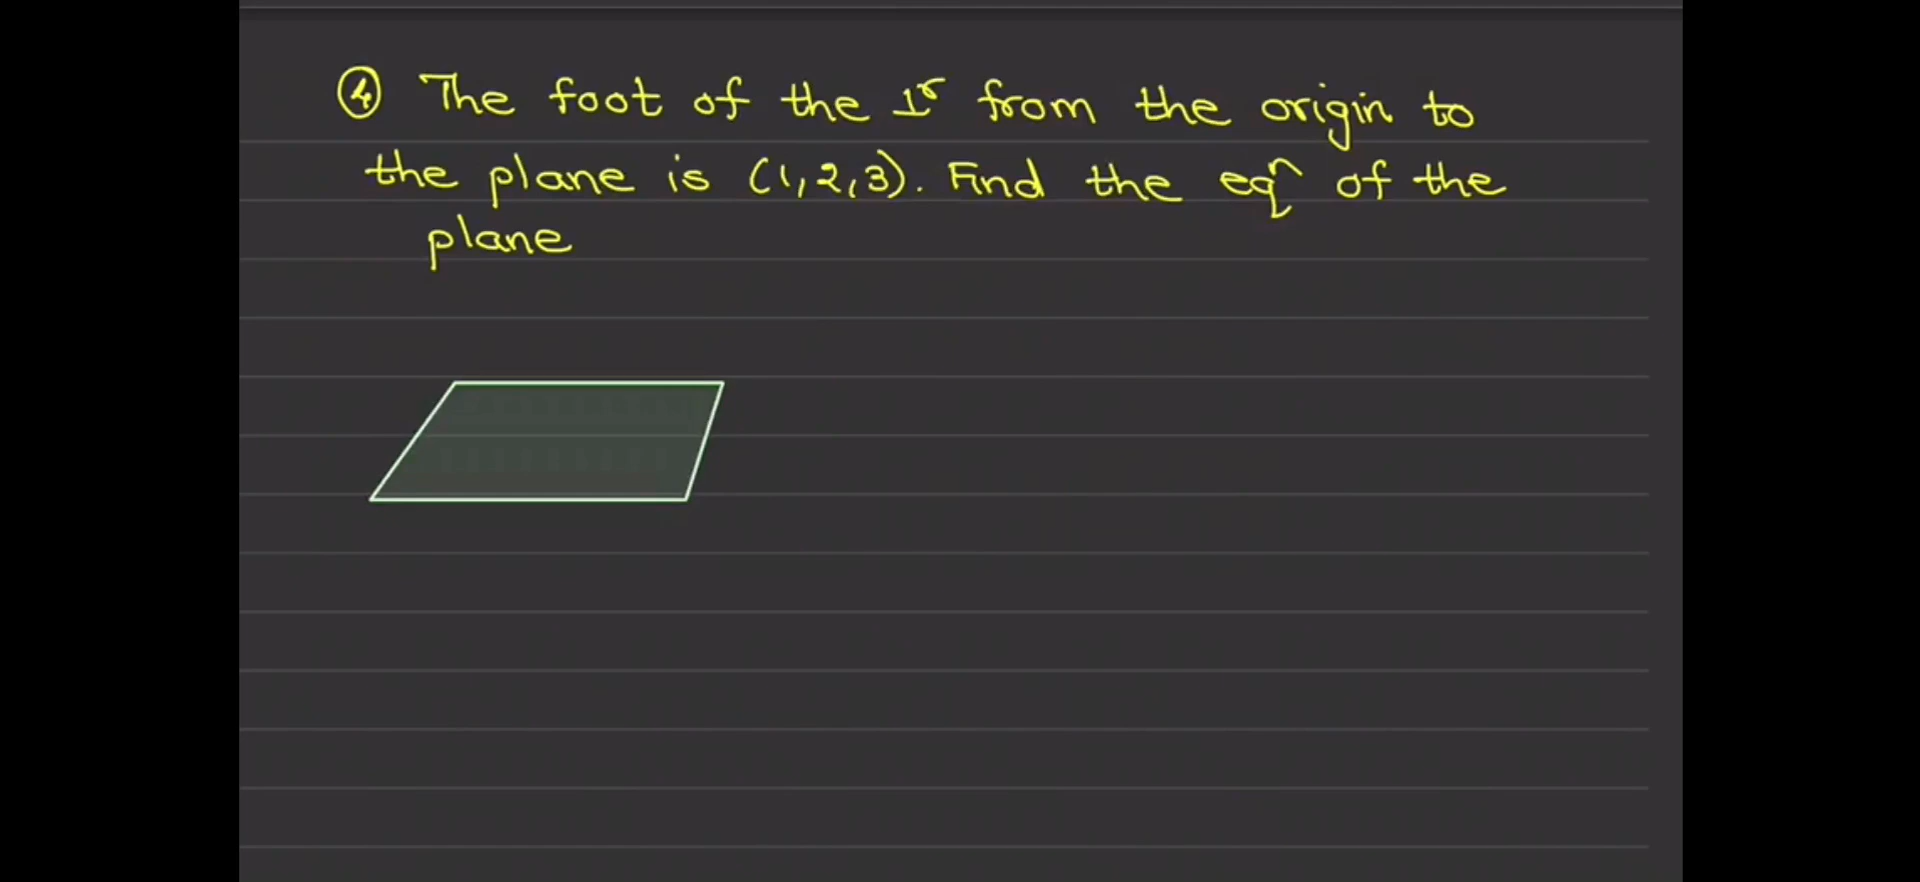 ④ The foot of the ⊥ʳ from the origin to
the plane is (1,2,3). Find the eqⁿ of the
plane